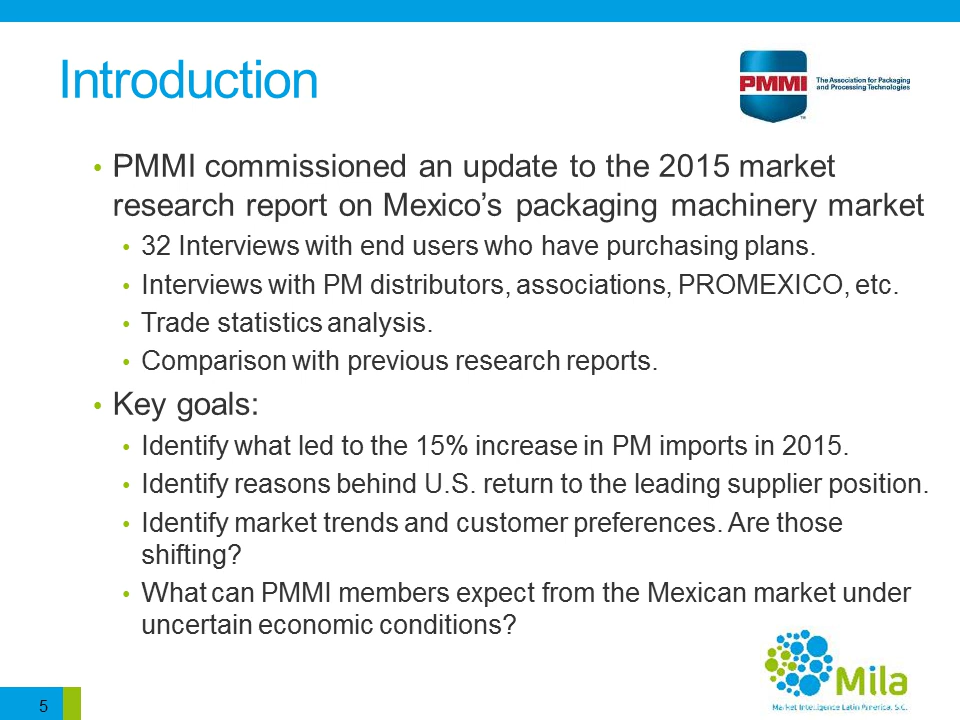 Introduction
PMMI
The Association for Packaging
and Processing Technologies
TM
• PMMI commissioned an update to the 2015 market
research report on Mexico’s packaging machinery market
• 32 Interviews with end users who have purchasing plans.
• Interviews with PM distributors, associations, PROMEXICO, etc.
• Trade statistics analysis.
• Comparison with previous research reports.
• Key goals:
• Identify what led to the 15% increase in PM imports in 2015.
• Identify reasons behind U.S. return to the leading supplier position.
• Identify market trends and customer preferences. Are those
shifting?
• What can PMMI members expect from the Mexican market under
uncertain economic conditions?
Mila
Market Intelligence Latin America, S.C.
5